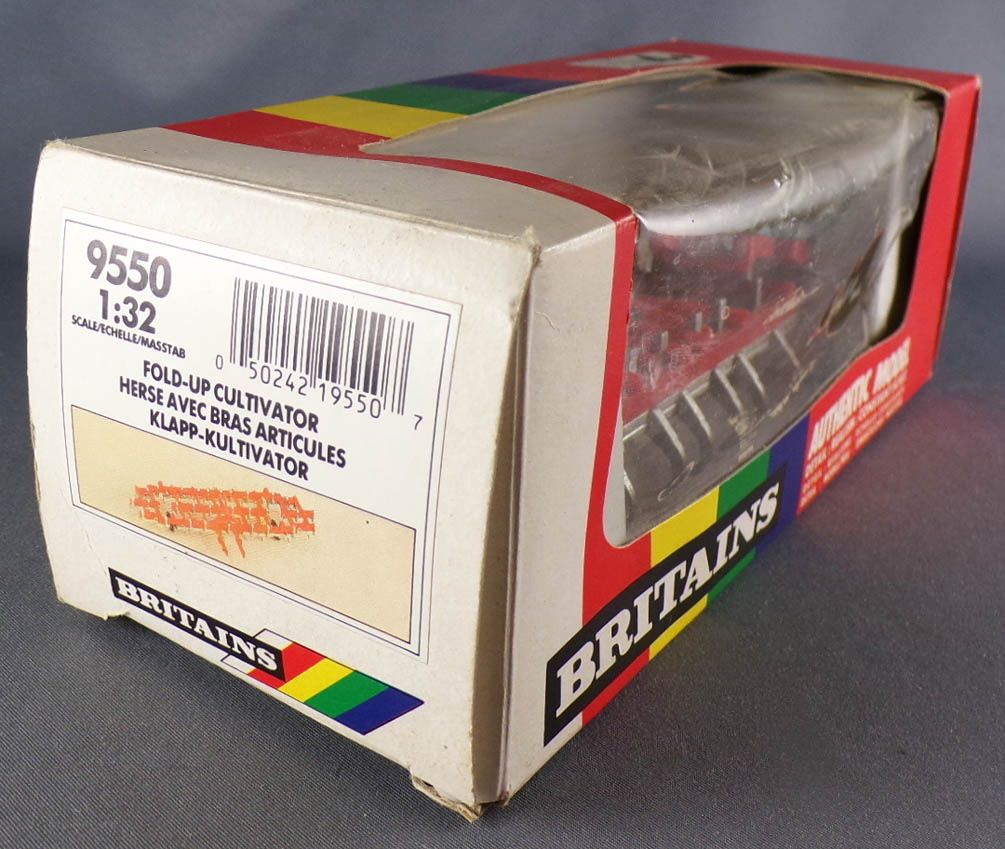 9550
1:32
SCALE/ECHELLE/MASSTAB
0 50242 19550 7
FOLD-UP CULTIVATOR
HERSE AVEC BRAS ARTICULES
KLAPP-KULTIVATOR
BRITAINS
BRITAINS
AUTHENTIC MODEL